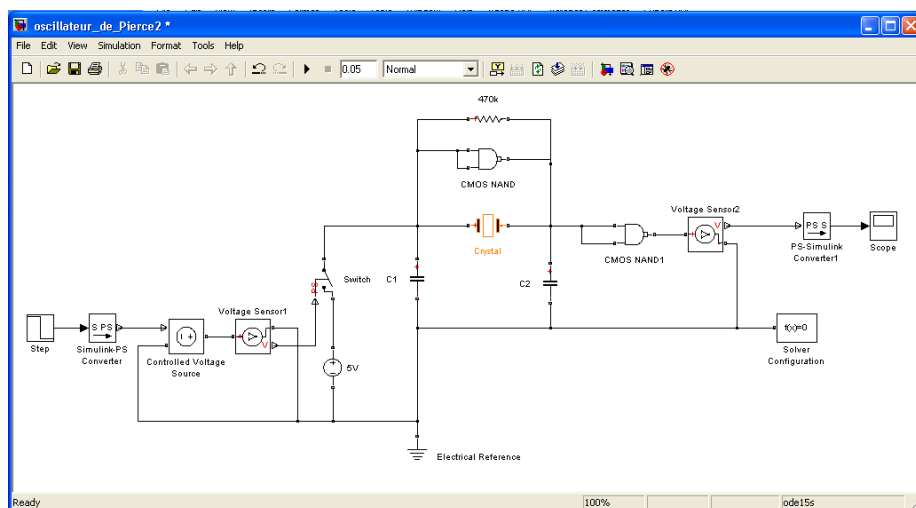 oscillateur_de_Pierce2 *
File Edit View Simulation Format Tools Help
0.05 Normal
470k
CMOS NAND
Crystal
Voltage Sensor2
V
CMOS NAND1
PS S
PS-Simulink
Converter1
Scope
Switch
PS
C1
C2
Step
S PS
Simulink-PS
Converter
Controlled Voltage
Source
Voltage Sensor1
V
5V
f(x)=0
Solver
Configuration
Electrical Reference
Ready 100% ode15s